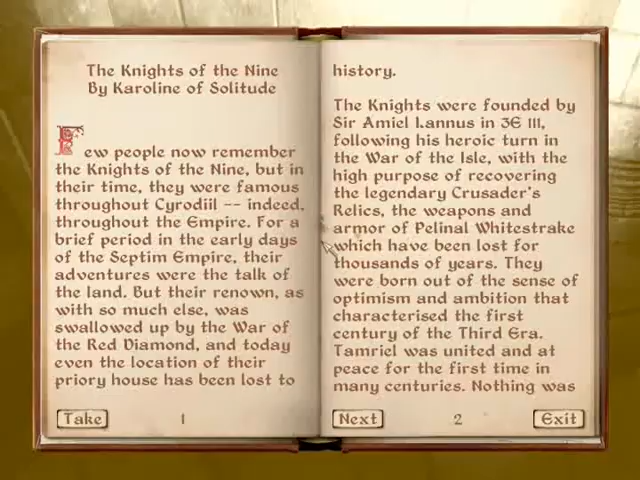 The Knights of the Nine
By Karoline of Solitude
Few people now remember
the Knights of the Nine, but in
their time, they were famous
throughout Cyrodiil -- indeed,
throughout the Empire. For a
brief period in the early days
of the Septim Empire, their
adventures were the talk of
the land. But their renown, as
with so much else, was
swallowed up by the War of
the Red Diamond, and today
even the location of their
priory house has been lost to
Take
1
history.
The Knights were founded by
Sir Amiel Lannus in 3E 111,
following his heroic turn in
the War of the Isle, with the
high purpose of recovering
the legendary Crusader's
Relics, the weapons and
armor of Pelinal Whitestrake
which have been lost for
thousands of years. They
were born out of the sense of
optimism and ambition that
characterised the first
century of the Third Era.
Tamriel was united and at
peace for the first time in
many centuries. Nothing was
Next
2
Exit